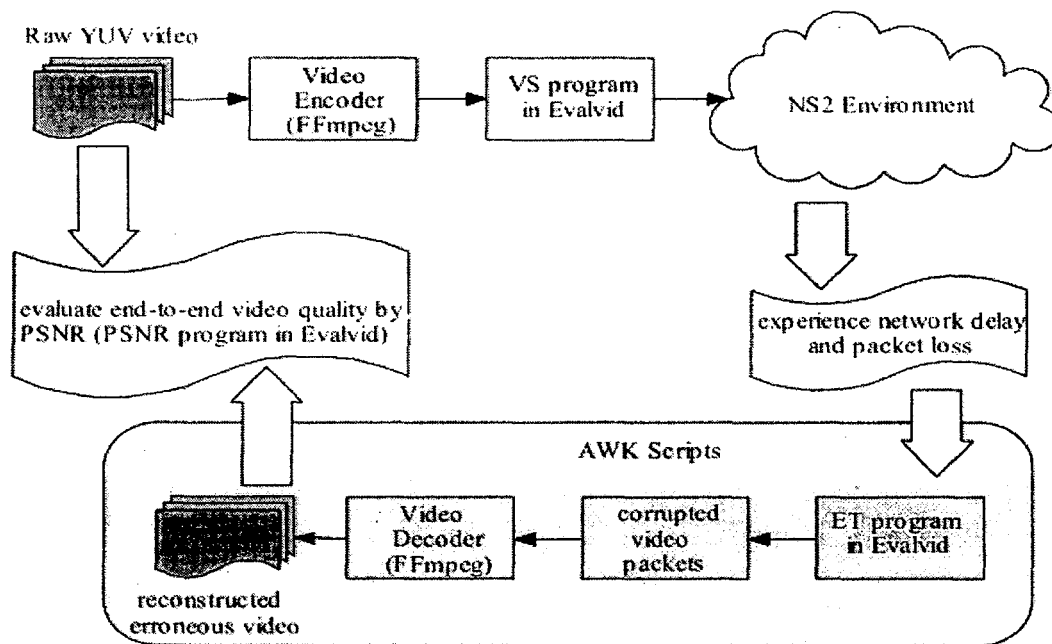 Raw YUV video
Video
Encoder
(FFmpeg)
VS program
in Evalvid
NS2 Environment
evaluate end-to-end video quality by
PSNR (PSNR program in Evalvid)
experience network delay
and packet loss
AWK Scripts
reconstructed
erroneous video
Video
Decoder
(FFmpeg)
corrupted
video
packets
ET program
in Evalvid